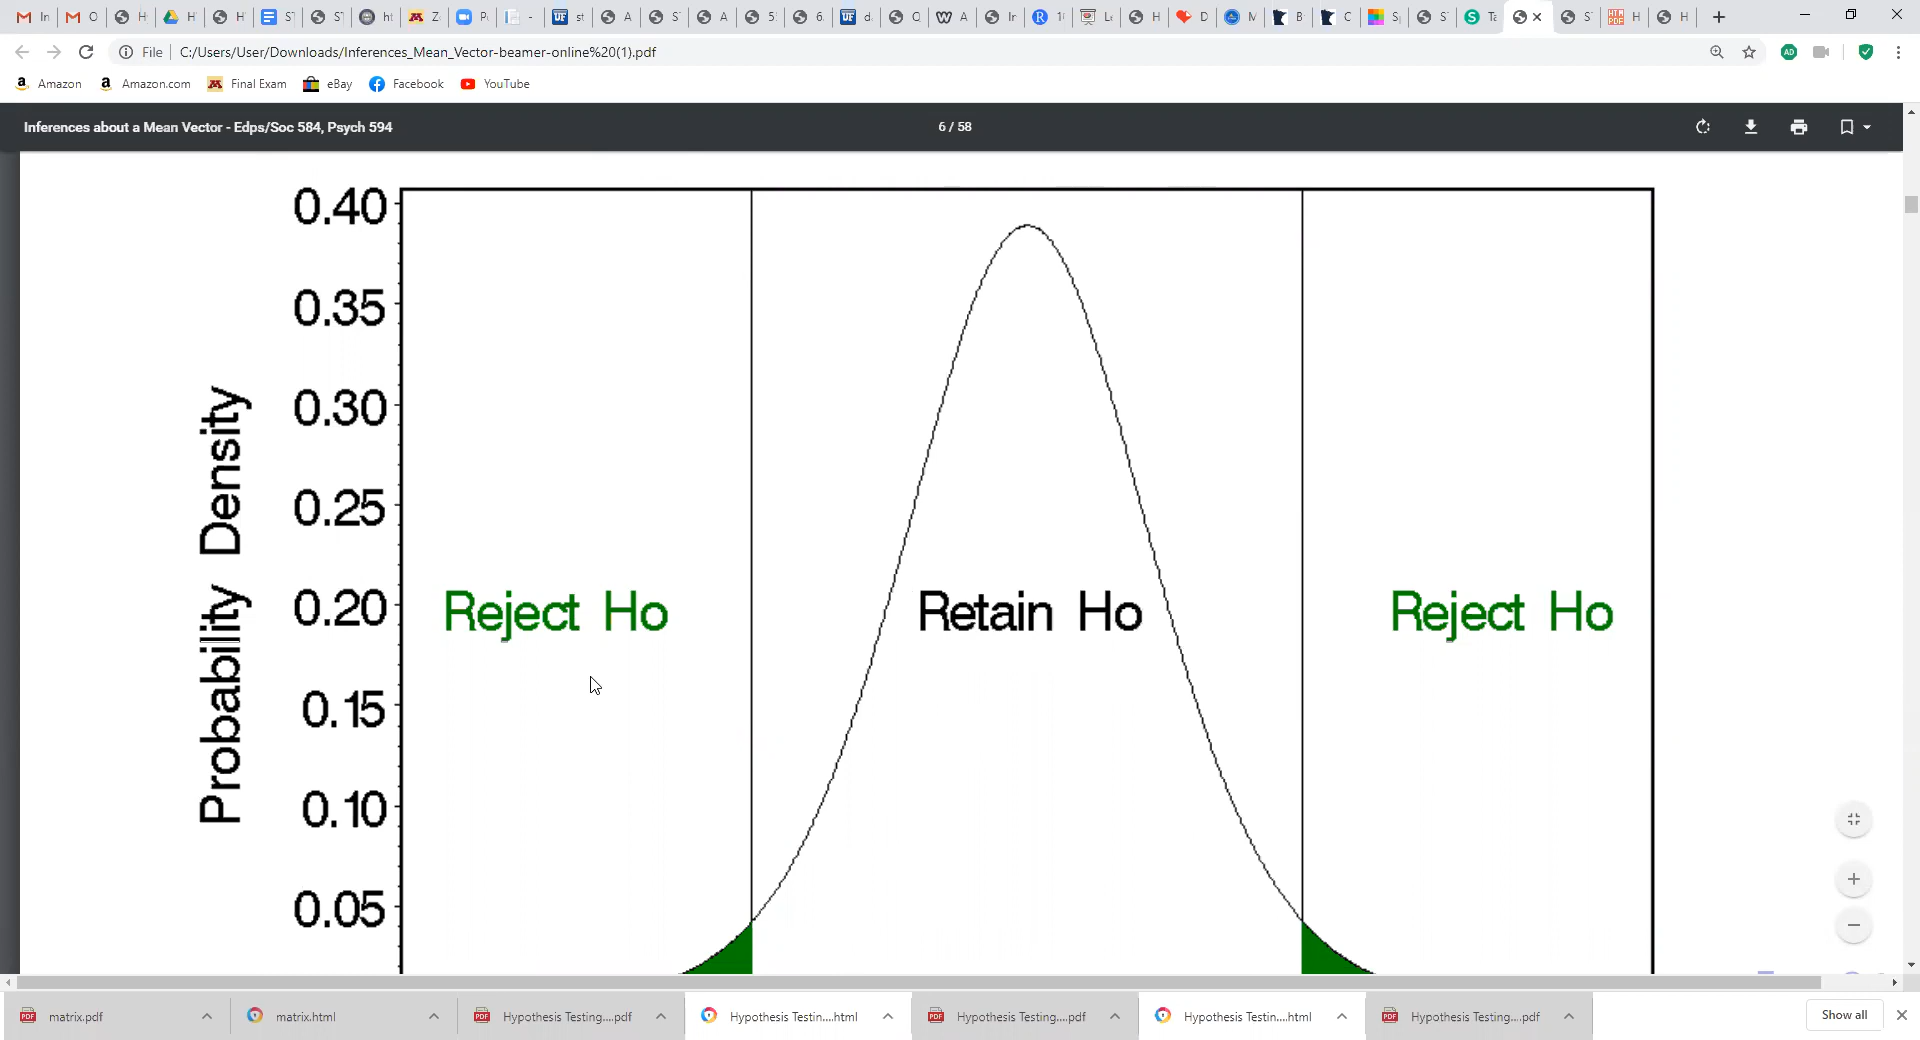 File
C:/Users/User/Downloads/Inferences_Mean_Vector-beamer-online%20(1).pdf
Amazon
Amazon.com
Final Exam
eBay
Facebook
YouTube
Inferences about a Mean Vector - Edps/Soc 584, Psych 594
6 / 58
0.40
0.35
0.30
0.25
0.20
0.15
0.10
0.05
Probability Density
Reject Ho
Retain Ho
Reject Ho
matrix.pdf
matrix.html
Hypothesis Testing....pdf
Hypothesis Testin....html
Hypothesis Testing....pdf
Hypothesis Testin....html
Hypothesis Testing....pdf
Show all